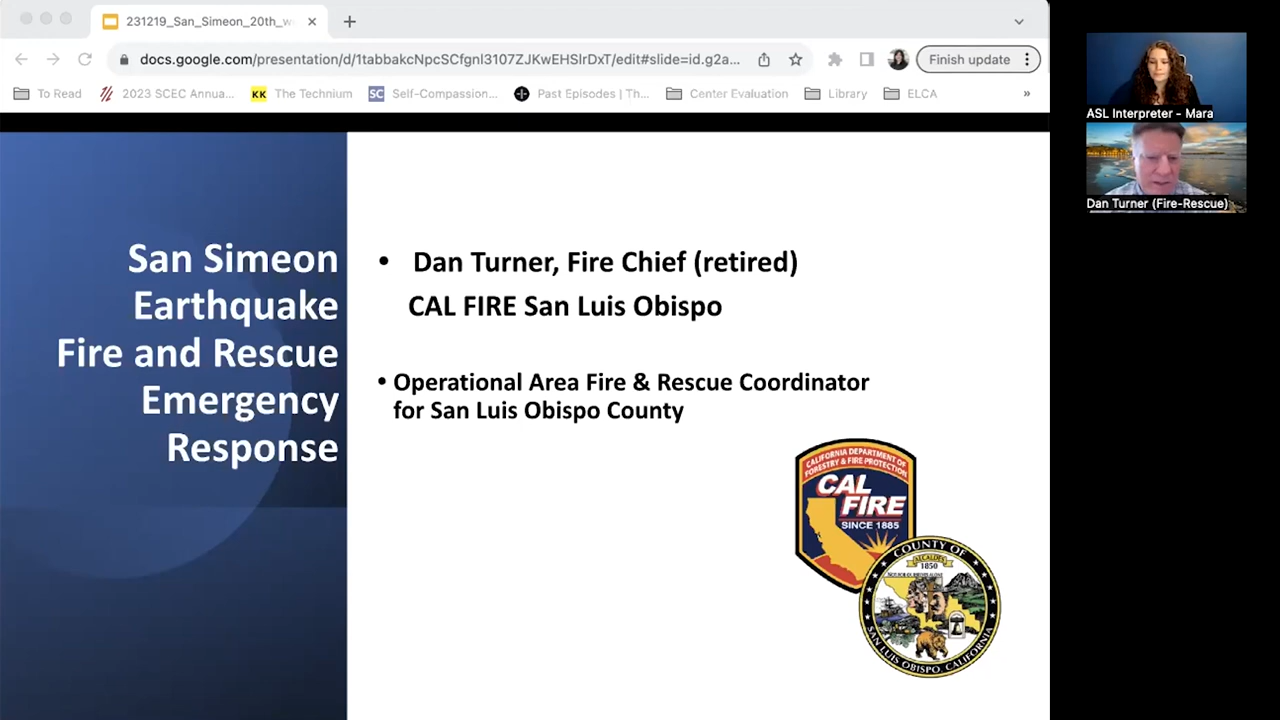 231219_San_Simeon_20th_w
docs.google.com/presentation/d/1tabbakcNpcSCfgnl3107ZJKwEHSlrDxT/edit#slide=id.g2a...
Finish update
To Read
2023 SCEC Annua...
KK The Technium
SC Self-Compassion...
Past Episodes | Th...
Center Evaluation
Library
ELCA
»
San Simeon
Earthquake
Fire and Rescue
Emergency
Response
• Dan Turner, Fire Chief (retired)
CAL FIRE San Luis Obispo
• Operational Area Fire & Rescue Coordinator
for San Luis Obispo County
CALIFORNIA DEPARTMENT OF
FORESTRY & FIRE PROTECTION
CAL
FIRE
SINCE 1885
COUNTY OF
ALCALDES
1850
SAN LUIS OBISPO, CALIFORNIA
ASL Interpreter - Mara
Dan Turner (Fire-Rescue)